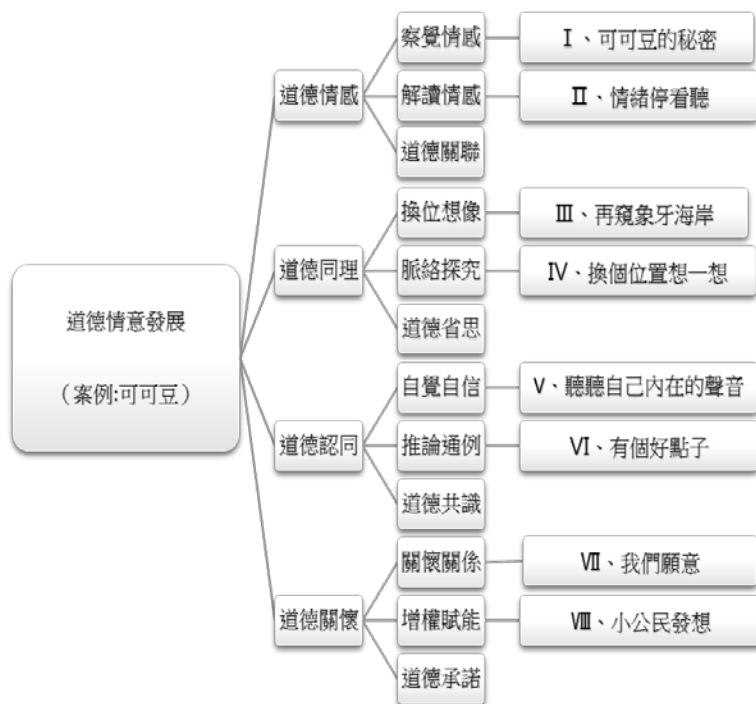 道德情意發展
（案例:可可豆）
道德情感
察覺情感
Ⅰ、可可豆的秘密
解讀情感
Ⅱ、情緒停看聽
道德關聯
道德同理
換位想像
Ⅲ、再窺象牙海岸
脈絡探究
Ⅳ、換個位置想一想
道德省思
道德認同
自覺自信
Ⅴ、聽聽自己內在的聲音
推論通例
Ⅵ、有個好點子
道德共識
道德關懷
關懷關係
Ⅶ、我們願意
增權賦能
Ⅷ、小公民發想
道德承諾